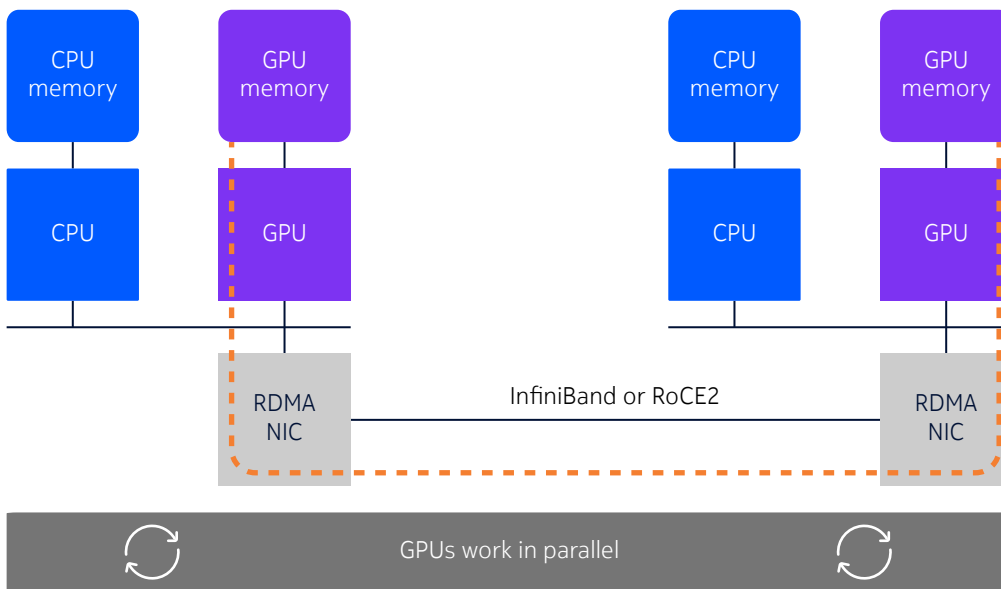 CPU
memory
GPU
memory
CPU
memory
GPU
memory
CPU
GPU
CPU
GPU
RDMA
NIC
InfiniBand or RoCE2
RDMA
NIC
GPUs work in parallel